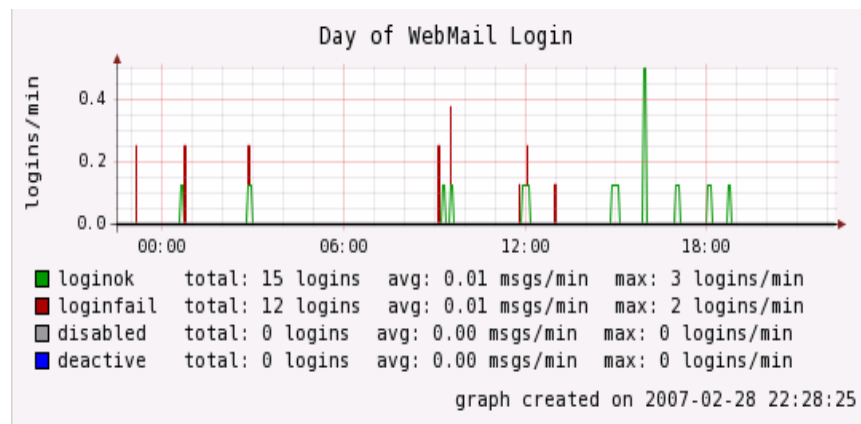 Day of WebMail Login
logins/min
0.4
0.2
0.0
00:00 06:00 12:00 18:00
loginok total: 15 logins avg: 0.01 msgs/min max: 3 logins/min
loginfail total: 12 logins avg: 0.01 msgs/min max: 2 logins/min
disabled total: 0 logins avg: 0.00 msgs/min max: 0 logins/min
deactive total: 0 logins avg: 0.00 msgs/min max: 0 logins/min
graph created on 2007-02-28 22:28:25